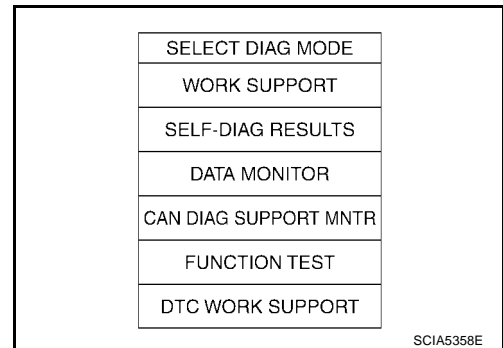 SELECT DIAG MODE
WORK SUPPORT
SELF-DIAG RESULTS
DATA MONITOR
CAN DIAG SUPPORT MNTR
FUNCTION TEST
DTC WORK SUPPORT
SCIA5358E